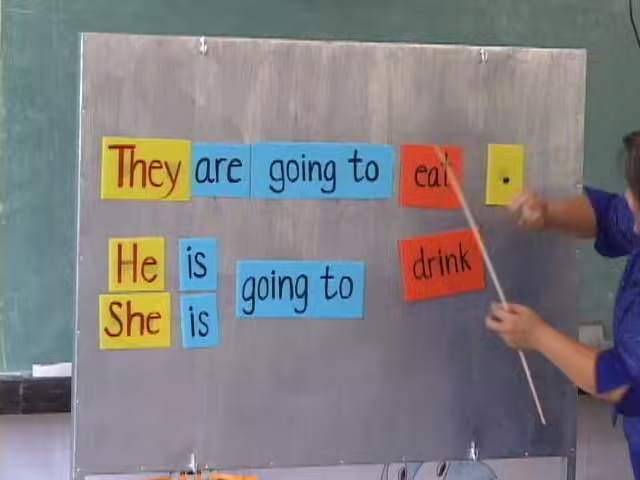 They are going to eat .
He is going to drink
She is